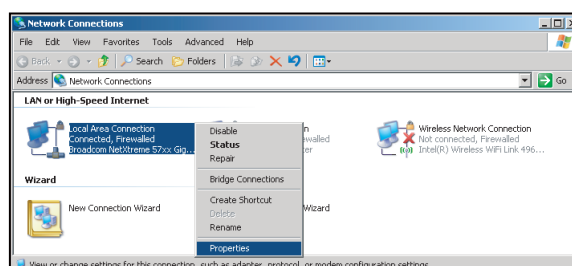 Network Connections
File Edit View Favorites Tools Advanced Help
Back Search Folders
Address Network Connections Go
LAN or High-Speed Internet
Local Area Connection
Connected, Firewalled
Broadcom NetXtreme 57xx Gig...
Disable
Status
Repair
Bridge Connections
Create Shortcut
Delete
Rename
Properties
Wireless Network Connection
Not connected, Firewalled
Intel(R) Wireless WiFi Link 496...
Wizard
New Connection Wizard
Wizard
View or change settings for this connection, such as adapter, protocol, or modem configuration settings.